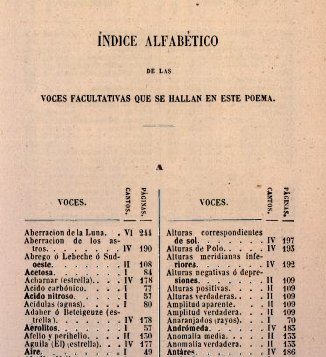 ÍNDICE ALFABÉTICO
DE LAS
VOCES FACULTATIVAS QUE SE HALLAN EN ESTE POEMA.
A
VOCES. CANTOS. PÁGINAS.
Aberracion de la Luna. . VI 244
Aberracion de los as-
tros. . . . . . . . IV 190
Abrego ó Lebeche ó Sud-
oeste. . . . . . . II 108
Acetosa. . . . . . . I 84
Acharnar (estrella). . . IV 178
Acido carbónico. . . . I 77
Acido nitroso. . . . . I 57
Acídulas (aguas). . . . I 80
Adaher ó Beteigeuze (es-
trella). . . . . . . IV 178
Aerolitos. . . . . . . I 57
Afelio y perihelio. . . . II 150
Aguila (El) (estrella). . . IV 177
Aire. . . . . . . . I 49
VOCES. CANTOS. PÁGINAS.
Alturas correspondientes
de sol. . . . . . . IV 197
Alturas de Polo. . . . . IV 195
Alturas meridianas infe-
riores. . . . . . . IV 192
Alturas negativas ó depre-
siones. . . . . . . II 109
Alturas positivas. . . . II 109
Alturas verdaderas. . . . II 109
Amplitud aparente. . . . II 109
Amplitud verdadera. . . II 109
Anaranjados (rayos). . . I 70
Andrómeda. . . . . . IV 185
Anomalía media. . . . II 153
Anomalía verdadera. . . II 153
Antáres. . . . . . . IV 186